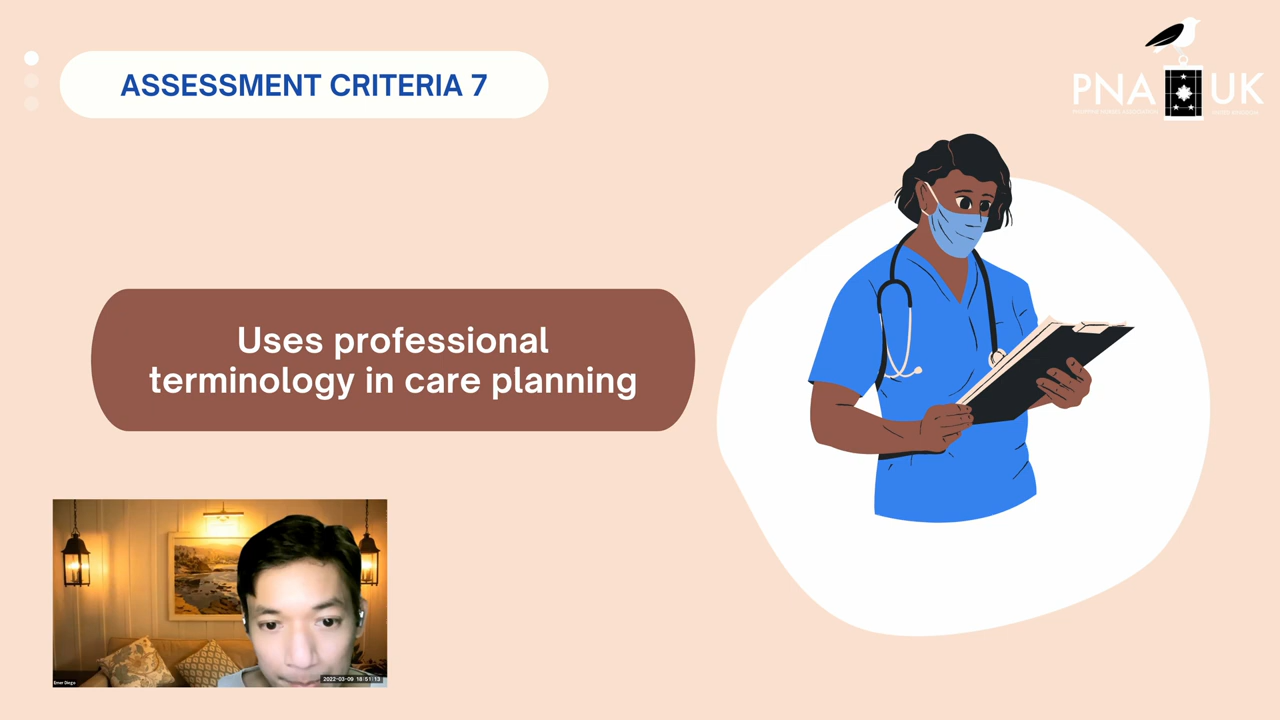 ASSESSMENT CRITERIA 7
PNA UK
Uses professional
terminology in care planning
2022-03-09 18:51:13